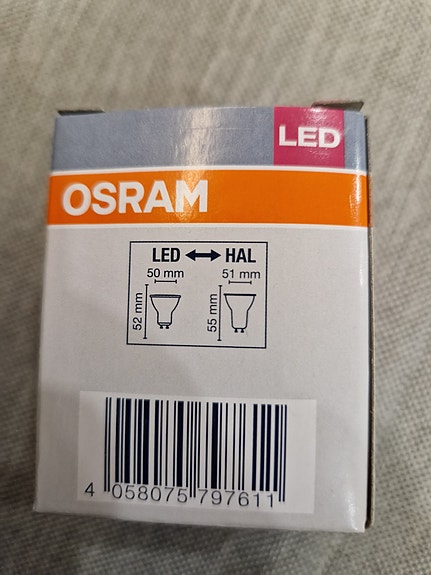 LED
OSRAM
LED ↔ HAL
50 mm 51 mm
52 mm 55 mm
4 058075 797611